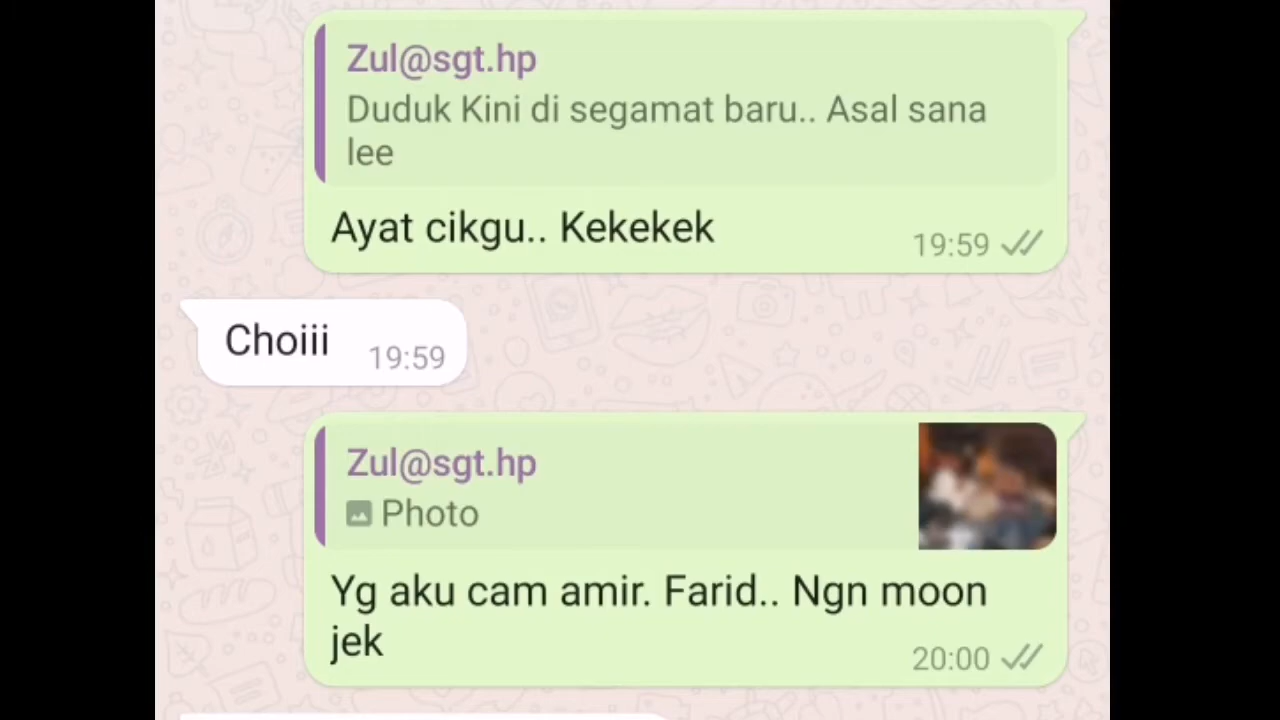 Zul@sgt.hp
Duduk Kini di segamat baru.. Asal sana
lee
Ayat cikgu.. Kekekek
19:59
Choiii
19:59
Zul@sgt.hp
Photo
Yg aku cam amir. Farid.. Ngn moon
jek
20:00